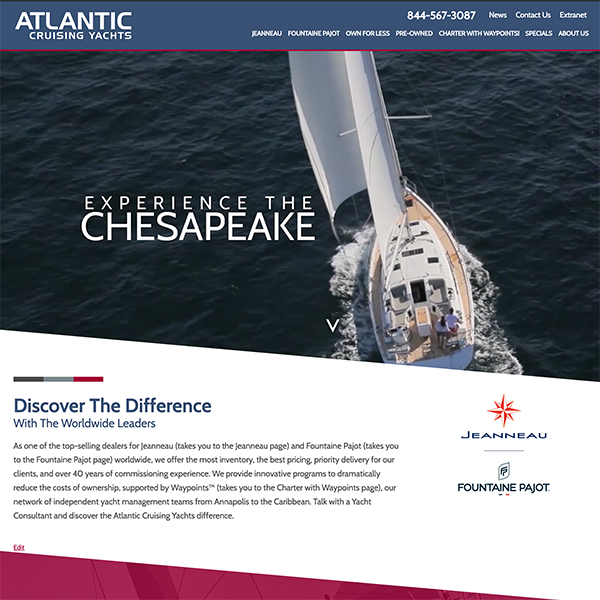 ATLANTIC
CRUISING YACHTS
844-567-3087 News Contact Us Extranet
JEANNEAU FOUNTAINE PAJOT OWN FOR LESS PRE-OWNED CHARTER WITH WAYPOINTS! SPECIALS ABOUT US
EXPERIENCE THE
CHESAPEAKE
Discover The Difference
With The Worldwide Leaders
As one of the top-selling dealers for Jeanneau (takes you to the Jeanneau page) and Fountaine Pajot (takes you
to the Fountaine Pajot page) worldwide, we offer the most inventory, the best pricing, priority delivery for our
clients, and over 40 years of commissioning experience. We provide innovative programs to dramatically
reduce the costs of ownership, supported by Waypoints™ (takes you to the Charter with Waypoints page), our
network of independent yacht management teams from Annapolis to the Caribbean. Talk with a Yacht
Consultant and discover the Atlantic Cruising Yachts difference.
Edit
JEANNEAU
FOUNTAINE PAJOT